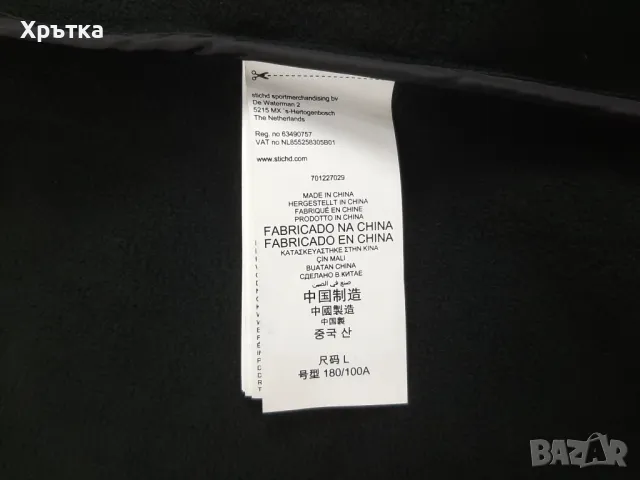 Хрътка
stichd sportmerchandising bv
De Waterman 2
5215 MX 's-Hertogenbosch
The Netherlands
Reg. no 63490757
VAT no NL855258305B01
www.stichd.com
701227029
MADE IN CHINA
HERGESTELLT IN CHINA
FABRIQUÉ EN CHINE
PRODOTTO IN CHINA
FABRICADO NA CHINA
FABRICADO EN CHINA
ΚΑΤΑΣΚΕΥΑΣΤΗΚΕ ΣΤΗΝ ΚΙΝΑ
ÇIN MALI
BUATAN CHINA
СДЕЛАНО В КИТАЕ
صنع في الصين
中国制造
中國製造
中国製
중국 산
尺码 L
号型 180/100A
BAZAR